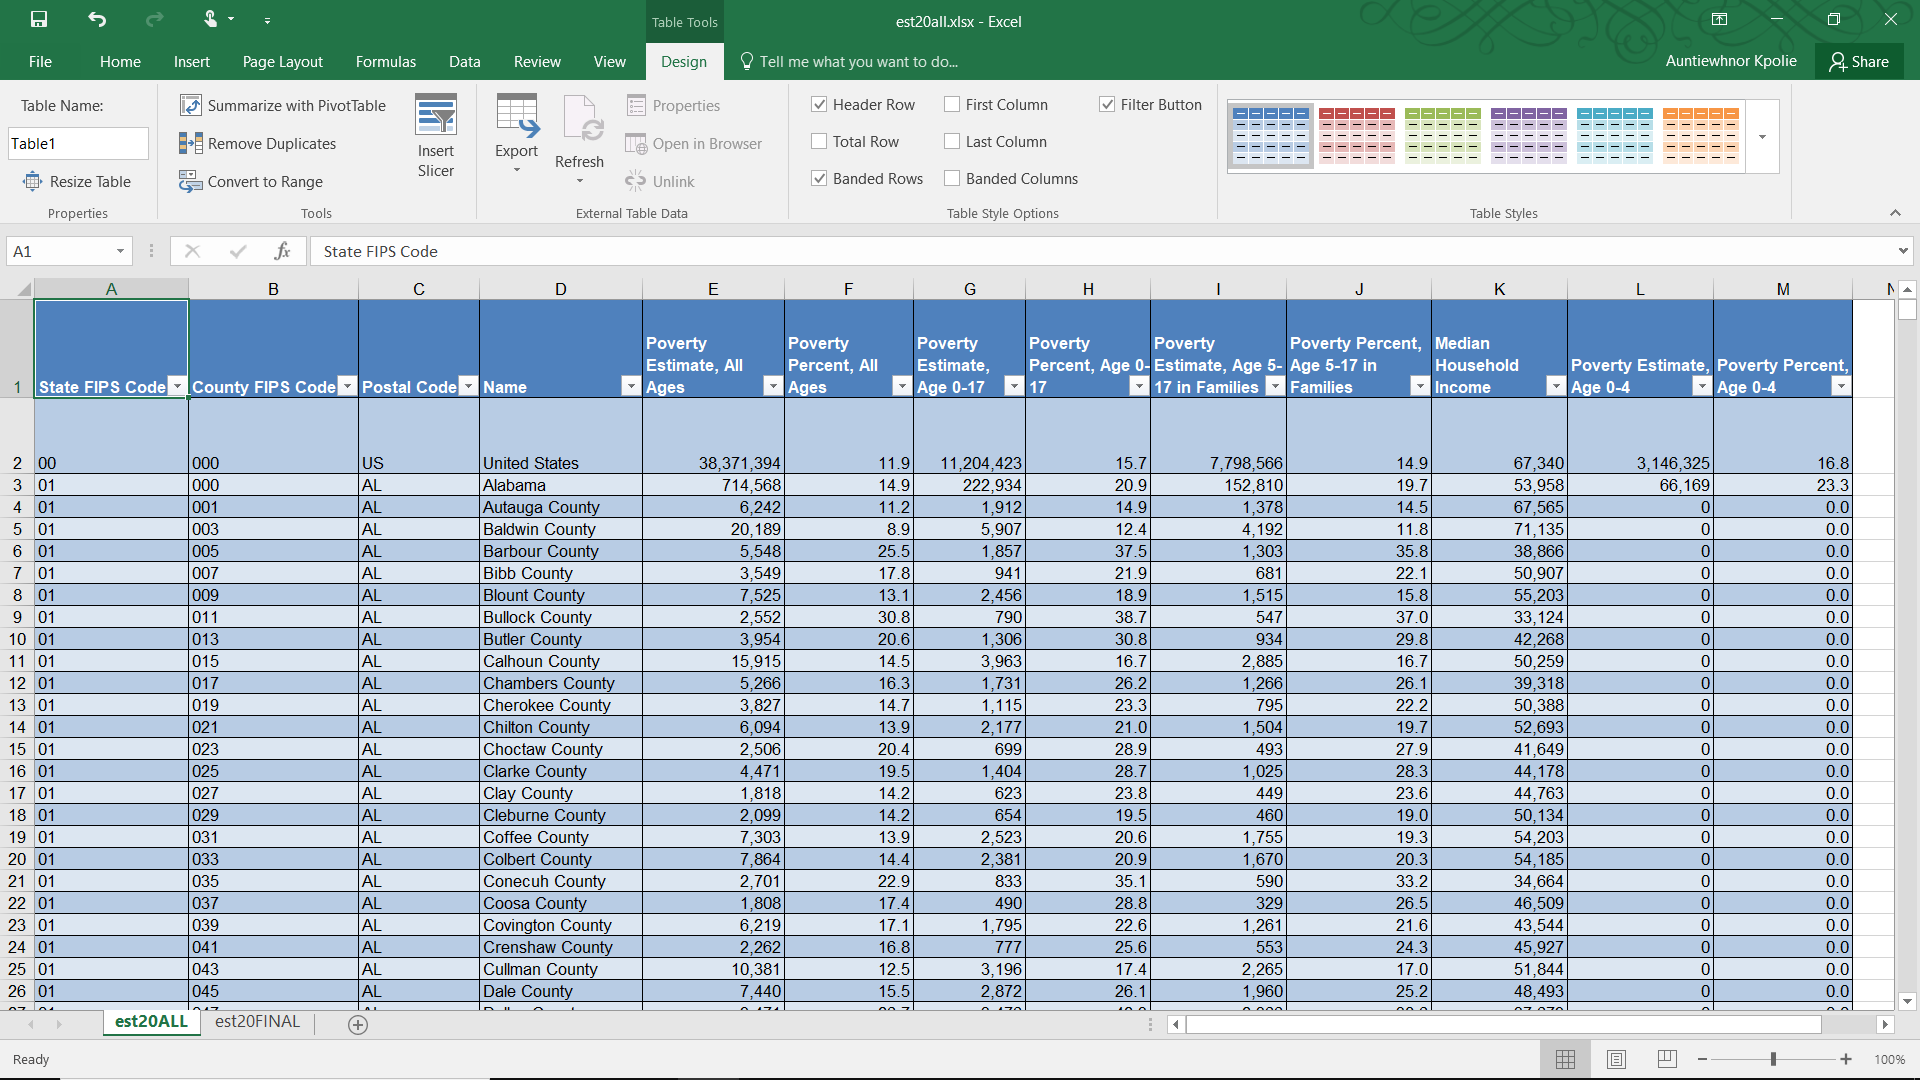 Table Tools
est20all.xlsx - Excel
File Home Insert Page Layout Formulas Data Review View Design Tell me what you want to do...
Auntiewhnor Kpolie Share
Table Name:
Table1
Resize Table
Properties
Summarize with PivotTable
Remove Duplicates
Convert to Range
Tools
Insert
Slicer
Export
Refresh
Properties
Open in Browser
Unlink
External Table Data
Header Row First Column Filter Button
Total Row Last Column
Banded Rows Banded Columns
Table Style Options
Table Styles
A1 fx State FIPS Code
A B C D E F G H I J K L M N
1 State FIPS Code County FIPS Code Postal Code Name Poverty Estimate, All Ages Poverty Percent, All Ages Poverty Estimate, Age 0-17 Poverty Percent, Age 0-17 Poverty Estimate, Age 5-17 in Families Poverty Percent, Age 5-17 in Families Median Household Income Poverty Estimate, Age 0-4 Poverty Percent, Age 0-4
2 00 000 US United States 38,371,394 11.9 11,204,423 15.7 7,798,566 14.9 67,340 3,146,325 16.8
3 01 000 AL Alabama 714,568 14.9 222,934 20.9 152,810 19.7 53,958 66,169 23.3
4 01 001 AL Autauga County 6,242 11.2 1,912 14.9 1,378 14.5 67,565 0 0.0
5 01 003 AL Baldwin County 20,189 8.9 5,907 12.4 4,192 11.8 71,135 0 0.0
6 01 005 AL Barbour County 5,548 25.5 1,857 37.5 1,303 35.8 38,866 0 0.0
7 01 007 AL Bibb County 3,549 17.8 941 21.9 681 22.1 50,907 0 0.0
8 01 009 AL Blount County 7,525 13.1 2,456 18.9 1,515 15.8 55,203 0 0.0
9 01 011 AL Bullock County 2,552 30.8 790 38.7 547 37.0 33,124 0 0.0
10 01 013 AL Butler County 3,954 20.6 1,306 30.8 934 29.8 42,268 0 0.0
11 01 015 AL Calhoun County 15,915 14.5 3,963 16.7 2,885 16.7 50,259 0 0.0
12 01 017 AL Chambers County 5,266 16.3 1,731 26.2 1,266 26.1 39,318 0 0.0
13 01 019 AL Cherokee County 3,827 14.7 1,115 23.3 795 22.2 50,388 0 0.0
14 01 021 AL Chilton County 6,094 13.9 2,177 21.0 1,504 19.7 52,693 0 0.0
15 01 023 AL Choctaw County 2,506 20.4 699 28.9 493 27.9 41,649 0 0.0
16 01 025 AL Clarke County 4,471 19.5 1,404 28.7 1,025 28.3 44,178 0 0.0
17 01 027 AL Clay County 1,818 14.2 623 23.8 449 23.6 44,763 0 0.0
18 01 029 AL Cleburne County 2,099 14.2 654 19.5 460 19.0 50,134 0 0.0
19 01 031 AL Coffee County 7,303 13.9 2,523 20.6 1,755 19.3 54,203 0 0.0
20 01 033 AL Colbert County 7,864 14.4 2,381 20.9 1,670 20.3 54,185 0 0.0
21 01 035 AL Conecuh County 2,701 22.9 833 35.1 590 33.2 34,664 0 0.0
22 01 037 AL Coosa County 1,808 17.4 490 28.8 329 26.5 46,509 0 0.0
23 01 039 AL Covington County 6,219 17.1 1,795 22.6 1,261 21.6 43,544 0 0.0
24 01 041 AL Crenshaw County 2,262 16.8 777 25.6 553 24.3 45,927 0 0.0
25 01 043 AL Cullman County 10,381 12.5 3,196 17.4 2,265 17.0 51,844 0 0.0
26 01 045 AL Dale County 7,440 15.5 2,872 26.1 1,960 25.2 48,493 0 0.0
est20ALL est20FINAL
Ready 100%